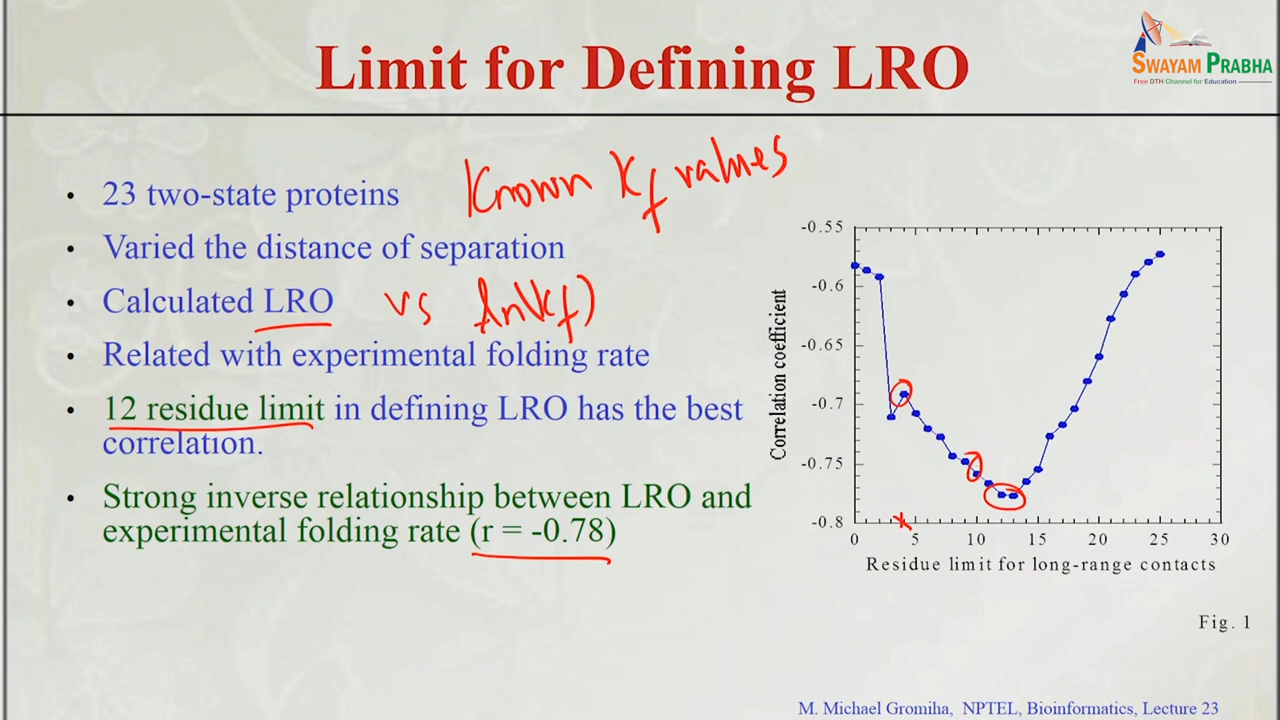 Limit for Defining LRO
SWAYAM PRABHA
Free DTH Channel for Education
• 23 two-state proteins
Known Kf values
• Varied the distance of separation
• Calculated LRO
vs ln(kf)
• Related with experimental folding rate
• 12 residue limit in defining LRO has the best
correlation.
• Strong inverse relationship between LRO and
experimental folding rate (r = -0.78)
Correlation coefficient
-0.55
-0.6
-0.65
-0.7
-0.75
-0.8
0 5 10 15 20 25 30
Residue limit for long-range contacts
Fig. 1
M. Michael Gromiha, NPTEL, Bioinformatics, Lecture 23